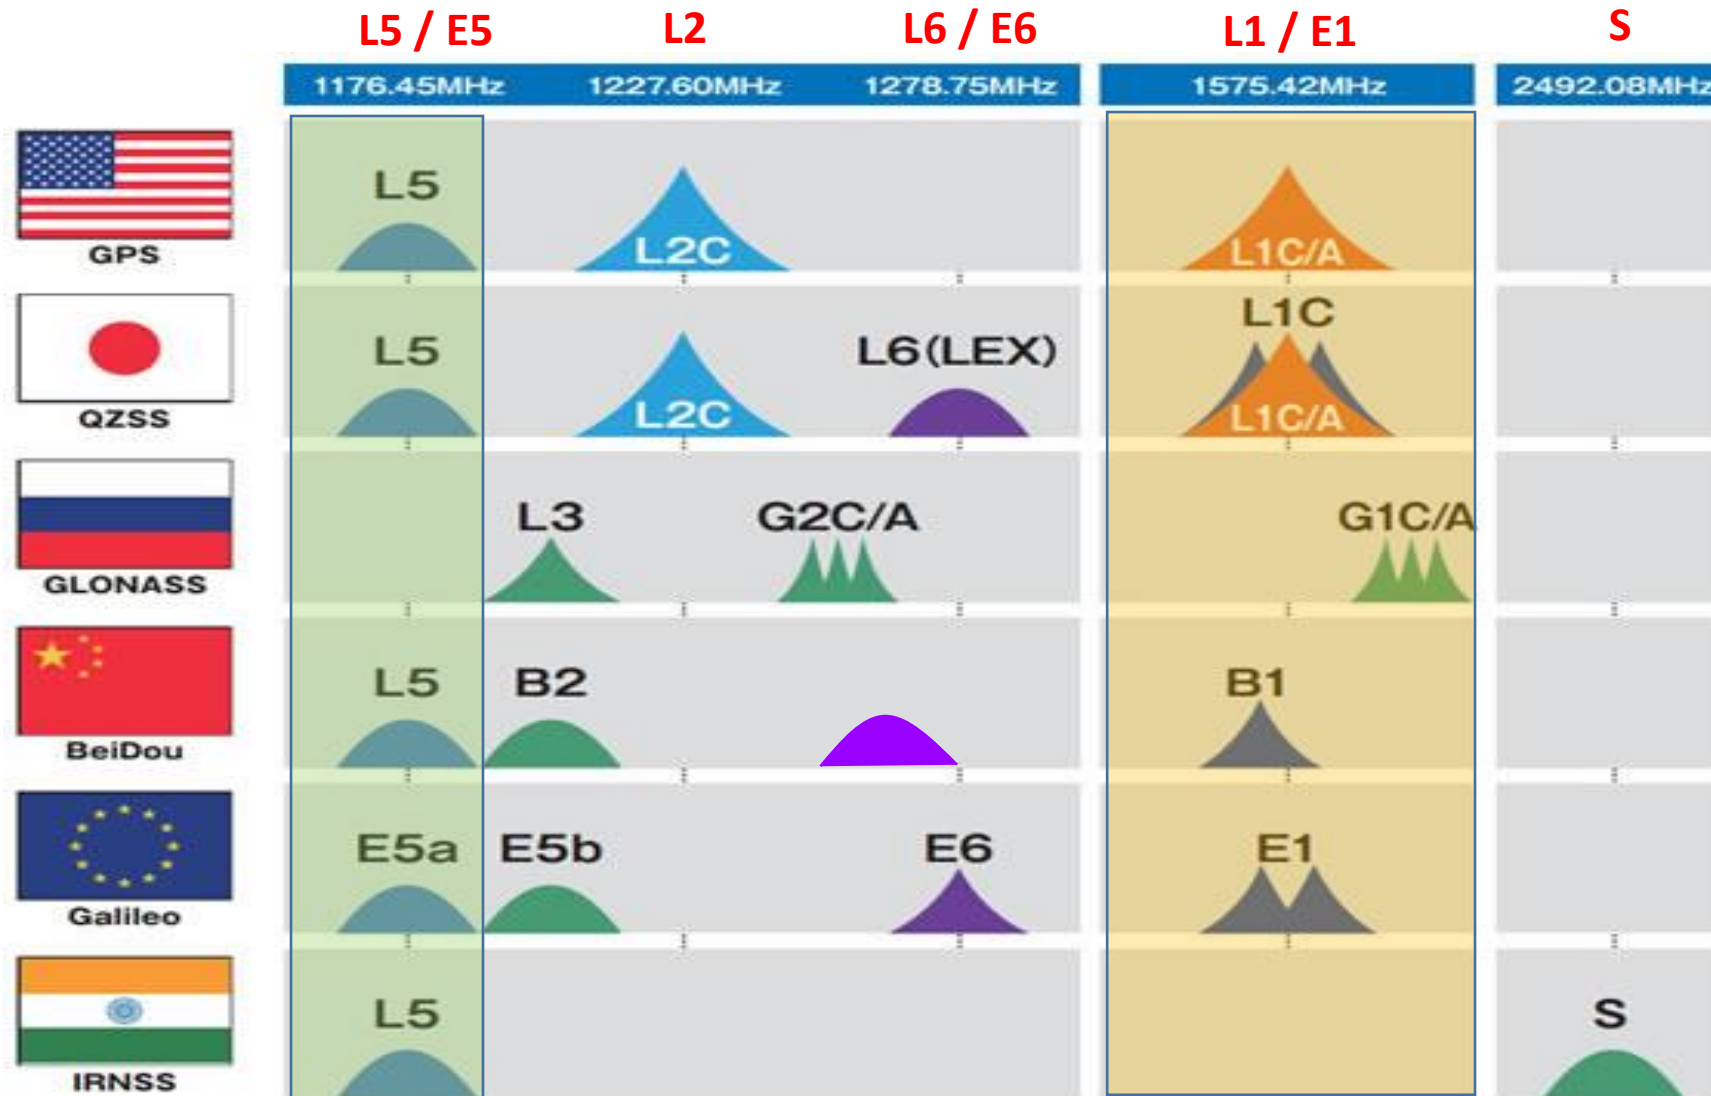 L5 / E5 L2 L6 / E6 L1 / E1 S
1176.45MHz 1227.60MHz 1278.75MHz 1575.42MHz 2492.08MHz
L5
L2C
L1C/A
GPS
L1C
L5 L6(LEX)
L2C L1C/A
QZSS
L3 G2C/A G1C/A
GLONASS
L5 B2 B1
BeiDou
E5a E5b E6 E1
Galileo
L5 S
IRNSS